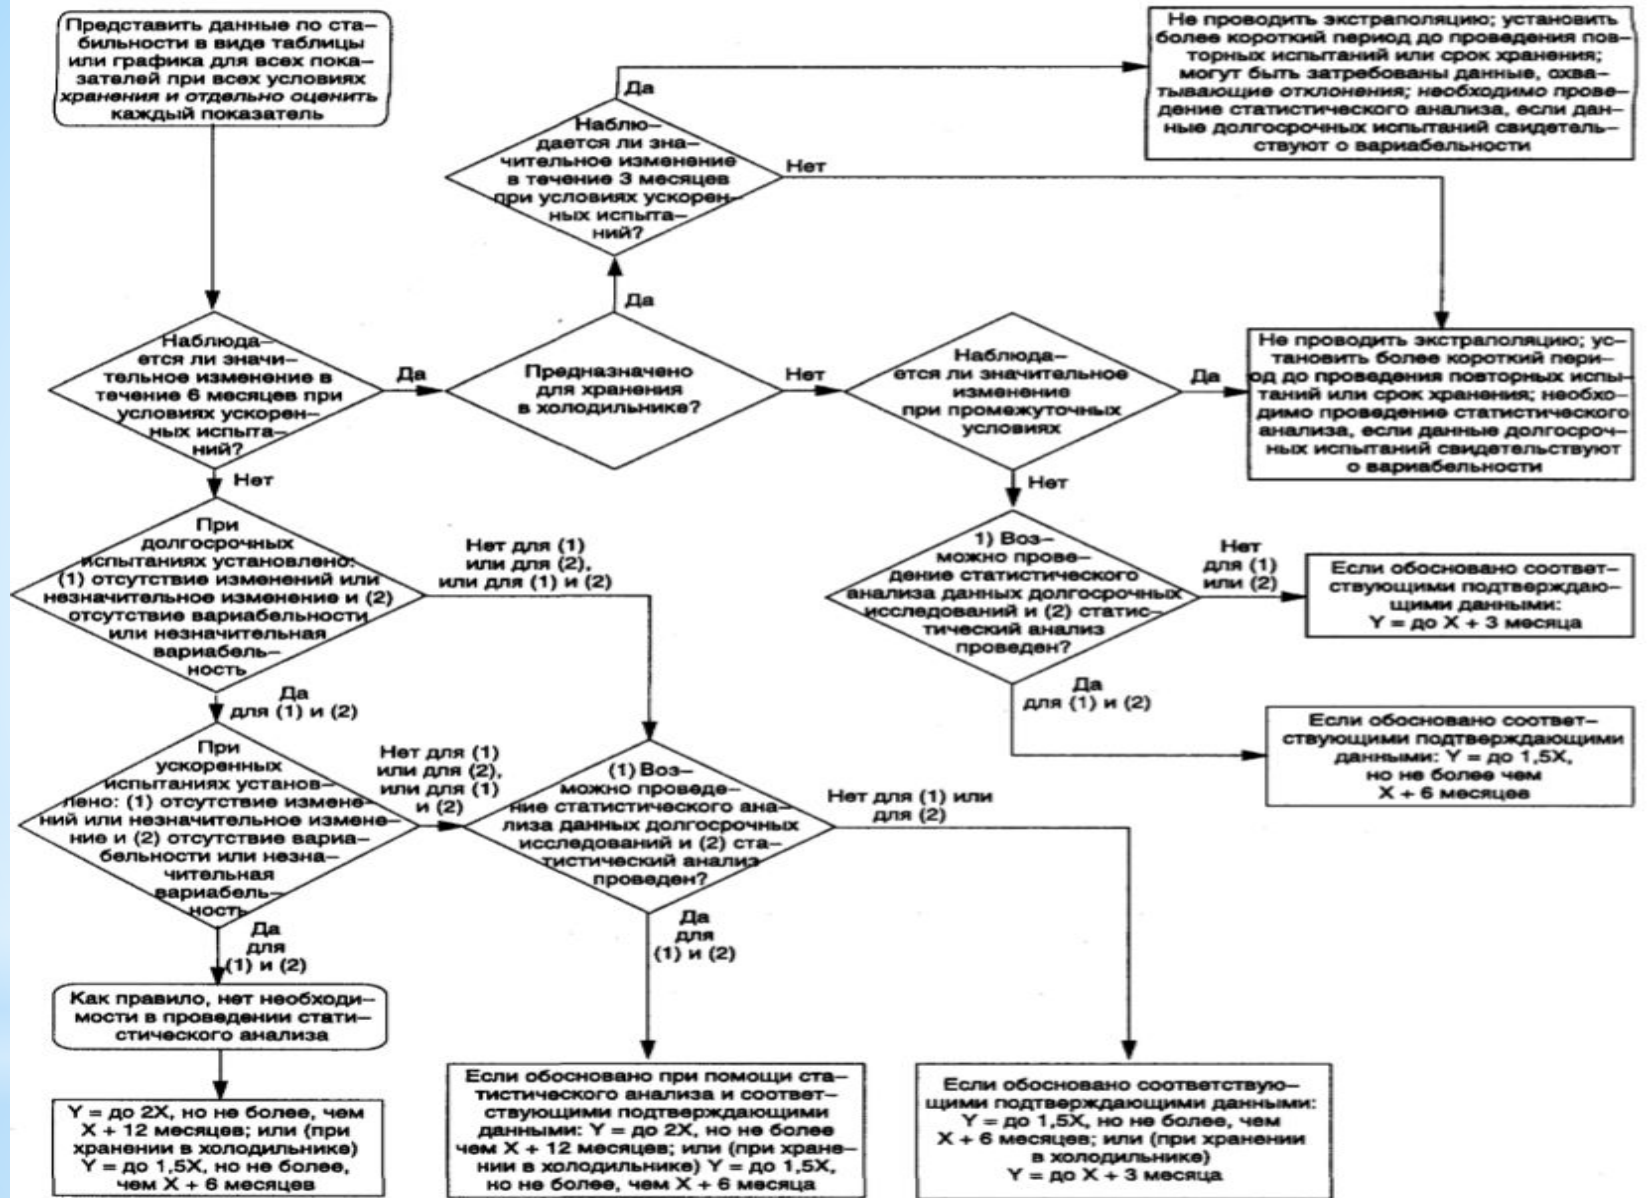 Представить данные по ста–
бильности в виде таблицы
или графика для всех пока–
зателей при всех условиях
хранения и отдельно оценить
каждый показатель
Не проводить экстраполяцию; установить
более короткий период до проведения пов–
торных испытаний или срок хранения;
могут быть затребованы данные, охва–
тывающие отклонения; необходимо прове–
дение статистического анализа, если дан–
ные долгосрочных испытаний свидетель–
ствуют о вариабельности
Да
Наблю–
дается ли зна–
чительное изменение
в течение 3 месяцев
при условиях ускорен–
ных испыта–
ний?
Нет
Да
Наблюда–
ется ли значи–
тельное изменение в
течение 6 месяцев при
условиях ускорен–
ных испыта–
ний?
Да
Предназначено
для хранения
в холодильнике?
Нет
Наблюда–
ется ли значительное
изменение
при промежуточных
условиях
Да
Не проводить экстраполяцию; ус–
тановить более короткий пери–
од до проведения повторных испы–
таний или срок хранения; необхо–
димо проведение статистического
анализа, если данные долгосроч–
ных испытаний свидетельствуют
о вариабельности
Нет
Нет
При
долгосрочных
испытаниях установлено:
(1) отсутствие изменений или
незначительное изменение и (2)
отсутствие вариабельности
или незначительная
вариабель–
ность
Нет для (1)
или для (2),
или для (1) и (2)
1) Воз–
можно прове–
дение статистического
анализа данных долгосрочных
исследований и (2) статис–
тический анализ
проведен?
Нет
для (1)
или (2)
Если обосновано соответ–
ствующими подтверждаю–
щими данными:
Y = до X + 3 месяца
Да
для (1) и (2)
Да
для (1) и (2)
Если обосновано соответ–
ствующими подтверждающими
данными: Y = до 1,5X,
но не более чем
X + 6 месяцев
При
ускоренных
испытаниях установ–
лено: (1) отсутствие измене–
ний или незначительное измене–
ние и (2) отсутствие вариа–
бельности или незна–
чительная
вариабель–
ность
Нет для (1)
или для (2),
или для (1)
и (2)
(1) Воз–
можно проведе–
ние статистического ана–
лиза данных долгосрочных
исследований и (2) ста–
тистический анализ
проведен?
Нет для (1) или
для (2)
Да
для
(1) и (2)
Да
для
(1) и (2)
Как правило, нет необходи–
мости в проведении стати–
стического анализа
Y = до 2X, но не более, чем
X + 12 месяцев; или (при
хранении в холодильнике)
Y = до 1,5X, но не более,
чем X + 6 месяцев
Если обосновано при помощи ста–
тистического анализа и соответ–
ствующими подтверждающими
данными: Y = до 2X, но не более
чем X + 12 месяцев; или (при хране–
нии в холодильнике) Y = до 1,5X,
но не более, чем X + 6 месяца
Если обосновано соответствую–
щими подтверждающими данными:
Y = до 1,5X, но не более, чем
X + 6 месяцев; или (при хранении
в холодильнике)
Y = до X + 3 месяца